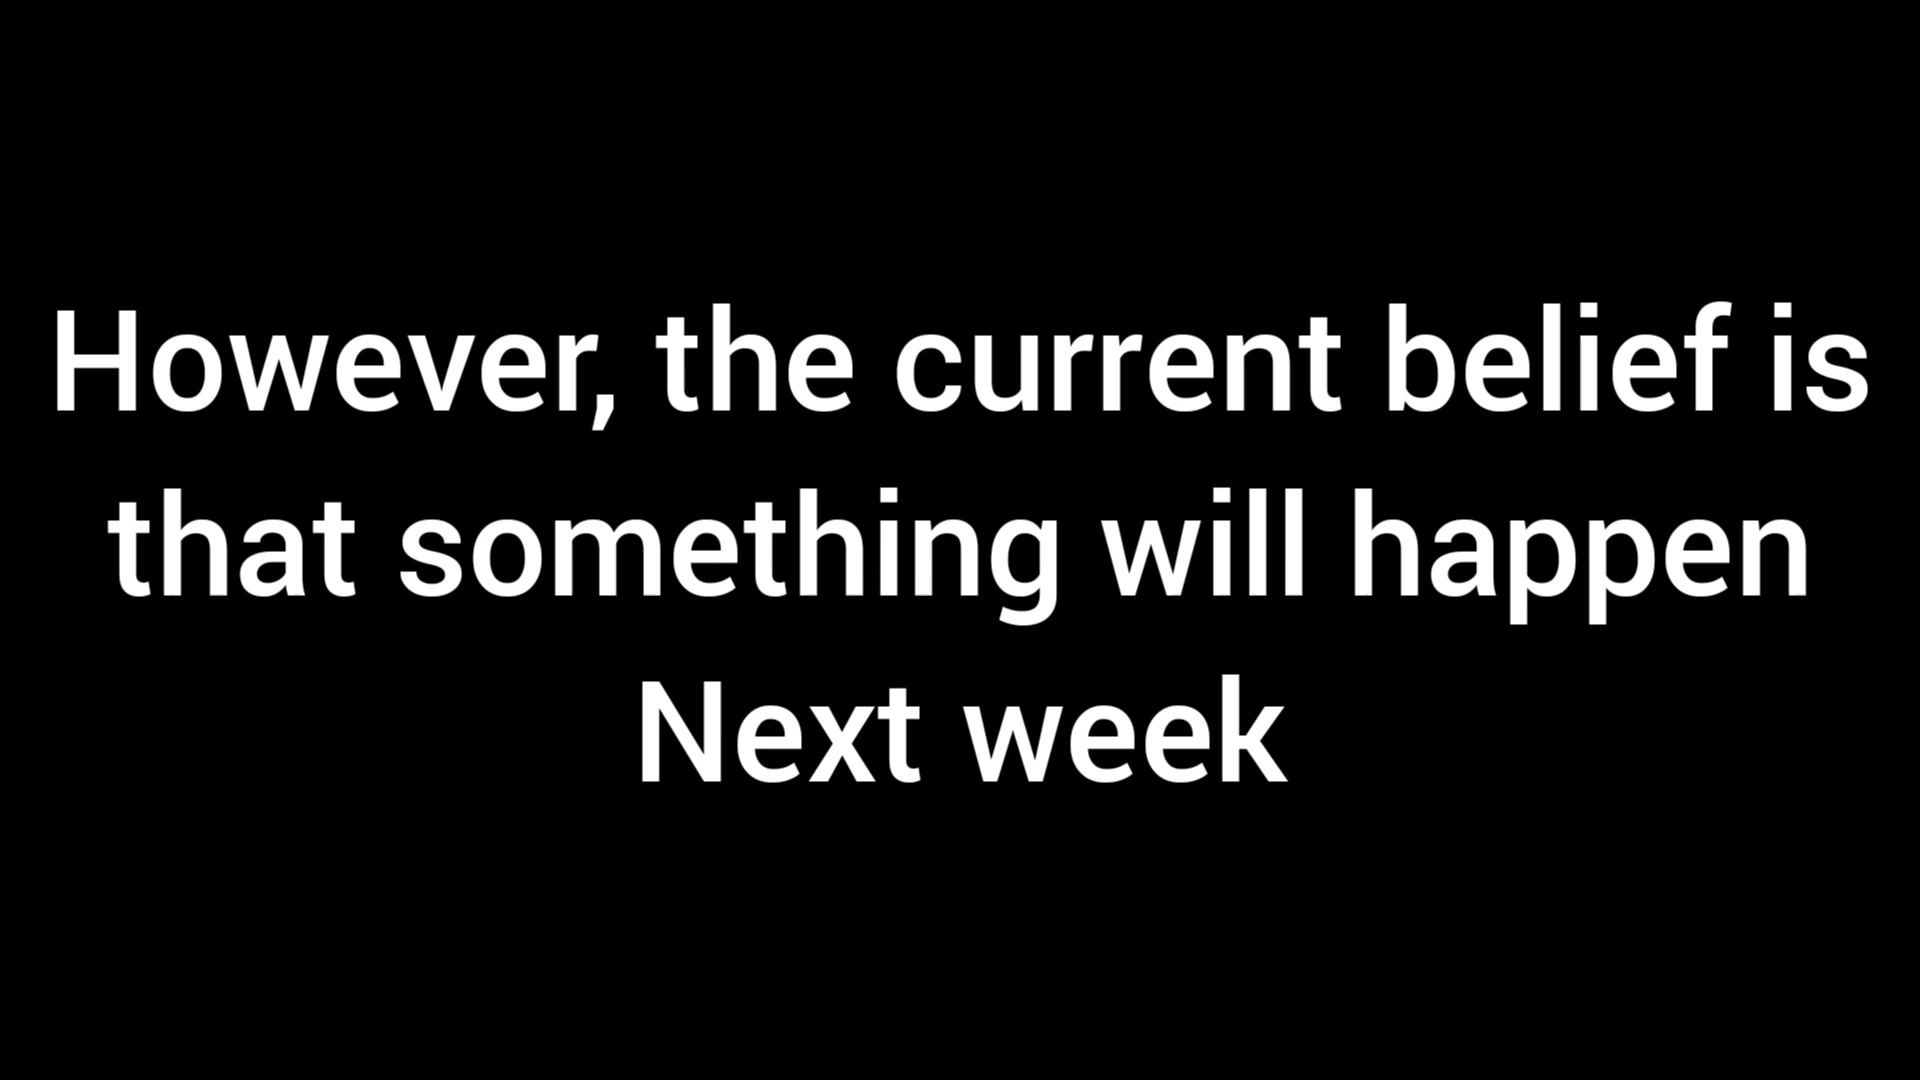 However, the current belief is
that something will happen
Next week